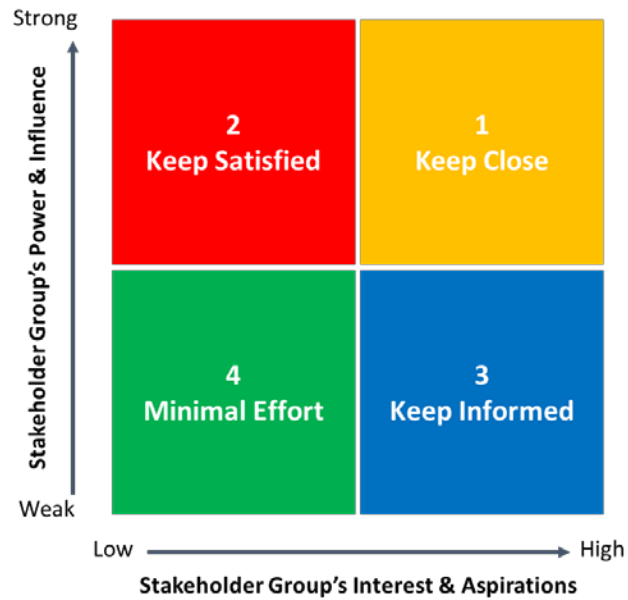 Strong
Stakeholder Group's Power & Influence
2
Keep Satisfied
1
Keep Close
4
Minimal Effort
3
Keep Informed
Weak
Low
High
Stakeholder Group's Interest & Aspirations